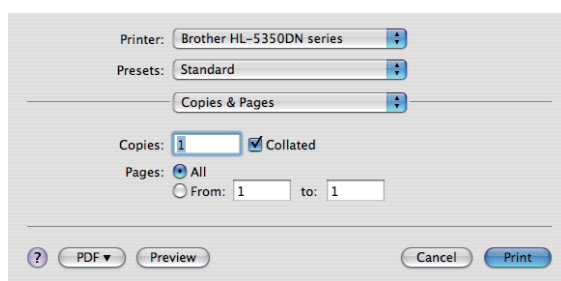 Printer: Brother HL-5350DN series
Presets: Standard
Copies & Pages
Copies: 1 Collated
Pages: All
From: 1 to: 1
? PDF▼ Preview Cancel Print